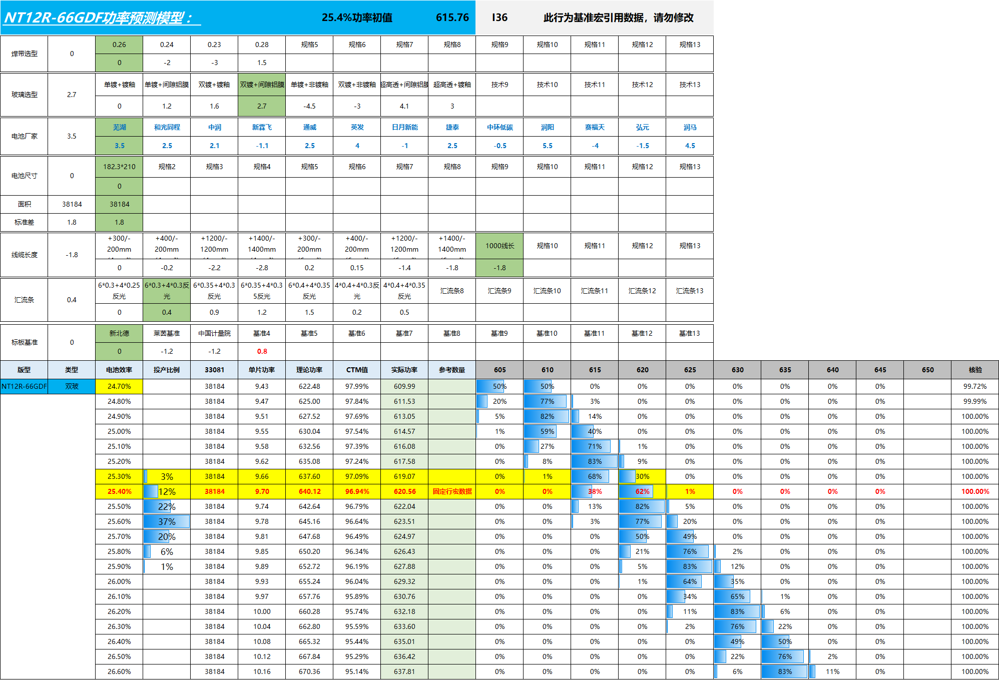 NT12R-66GDF功率预测模型： 25.4%功率初值 615.76 I36 此行为基准宏引用数据，请勿修改
焊带选型 0 0.26 0.24 0.23 0.28 规格5 规格6 规格7 规格8 规格9 规格10 规格11 规格12 规格13
0 -2 -3 1.5
玻璃选型 2.7 单镀+镀釉 单镀+间隙铝膜 双镀+镀釉 双镀+间隙铝膜 单镀+非镀釉 双镀+非镀釉 超高透+间隙铝膜 超高透+镀釉 技术9 技术10 技术11 技术12 技术13
0 1.2 1.6 2.7 -4.5 -3 4.1 3
电池厂家 3.5 芜湖 和光同程 中润 新霖飞 通威 英发 日月新能 捷泰 中环低碳 润阳 赛福天 弘元 润马
3.5 2.5 2.1 -1.1 2.5 4 -1 2.5 -0.5 5.5 -4 -1.5 4.5
电池尺寸 0 182.3*210 规格2 规格3 规格4 规格5 规格6 规格7 规格8 规格9 规格10 规格11 规格12 规格13
0
面积 38184 38184
标准差 1.8 1.8
线缆长度 -1.8 +300/-200mm +400/-200mm +1200/-1200mm +1400/-1400mm +300/-200mm +400/-200mm +1200/-1200mm +1400/-1400mm 1000线长 规格10 规格11 规格12 规格13
0 -0.2 -2.2 -2.8 0.2 0.15 -1.4 -1.8 -1.8
汇流条 0.4 6*0.3+4*0.25反光 6*0.3+4*0.3反光 6*0.35+4*0.3反光 6*0.35+4*0.35反光 6*0.4+4*0.35反光 4*0.4+4*0.3反光 4*0.4+4*0.35反光 汇流条8 汇流条9 汇流条10 汇流条11 汇流条12 汇流条13
0 0.4 0.9 1.2 1.5 0.2 0.5
标板基准 0 新北德 莱茵基准 中国计量院 基准4 基准5 基准6 基准7 基准8 基准9 基准10 基准11 基准12 基准13
0 -1.2 -1.2 0.8
版型 类型 电池效率 投产比例 33081 单片功率 理论功率 CTM值 实际功率 参考数量 605 610 615 620 625 630 635 640 645 650 核验
NT12R-66GDF 双玻 24.70% 38184 9.43 622.48 97.99% 609.99 50% 50% 0% 0% 0% 0% 0% 0% 0% 99.72%
24.80% 38184 9.47 625.00 97.84% 611.53 20% 77% 3% 0% 0% 0% 0% 0% 0% 99.99%
24.90% 38184 9.51 627.52 97.69% 613.05 5% 82% 14% 0% 0% 0% 0% 0% 0% 100.00%
25.00% 38184 9.55 630.04 97.54% 614.57 1% 59% 40% 0% 0% 0% 0% 0% 0% 100.00%
25.10% 38184 9.58 632.56 97.39% 616.08 0% 27% 71% 1% 0% 0% 0% 0% 0% 100.00%
25.20% 38184 9.62 635.08 97.24% 617.58 0% 8% 83% 9% 0% 0% 0% 0% 0% 100.00%
25.30% 3% 38184 9.66 637.60 97.09% 619.07 0% 1% 68% 30% 0% 0% 0% 0% 0% 100.00%
25.40% 12% 38184 9.70 640.12 96.94% 620.56 固定行宏数据 0% 0% 38% 62% 1% 0% 0% 0% 0% 100.00%
25.50% 22% 38184 9.74 642.64 96.79% 622.04 0% 0% 13% 82% 5% 0% 0% 0% 0% 100.00%
25.60% 37% 38184 9.78 645.16 96.64% 623.51 0% 0% 3% 77% 20% 0% 0% 0% 0% 100.00%
25.70% 20% 38184 9.81 647.68 96.49% 624.97 0% 0% 0% 50% 49% 0% 0% 0% 0% 100.00%
25.80% 6% 38184 9.85 650.20 96.34% 626.43 0% 0% 0% 21% 76% 2% 0% 0% 0% 100.00%
25.90% 1% 38184 9.89 652.72 96.19% 627.88 0% 0% 0% 5% 83% 12% 0% 0% 0% 100.00%
26.00% 38184 9.93 655.24 96.04% 629.32 0% 0% 0% 1% 64% 35% 0% 0% 0% 100.00%
26.10% 38184 9.97 657.76 95.89% 630.76 0% 0% 0% 0% 34% 65% 1% 0% 0% 100.00%
26.20% 38184 10.00 660.28 95.74% 632.18 0% 0% 0% 0% 11% 83% 6% 0% 0% 100.00%
26.30% 38184 10.04 662.80 95.59% 633.60 0% 0% 0% 0% 2% 76% 22% 0% 0% 100.00%
26.40% 38184 10.08 665.32 95.44% 635.01 0% 0% 0% 0% 0% 49% 50% 0% 0% 100.00%
26.50% 38184 10.12 667.84 95.29% 636.42 0% 0% 0% 0% 0% 22% 76% 2% 0% 100.00%
26.60% 38184 10.16 670.36 95.14% 637.81 0% 0% 0% 0% 0% 6% 83% 11% 0% 100.00%